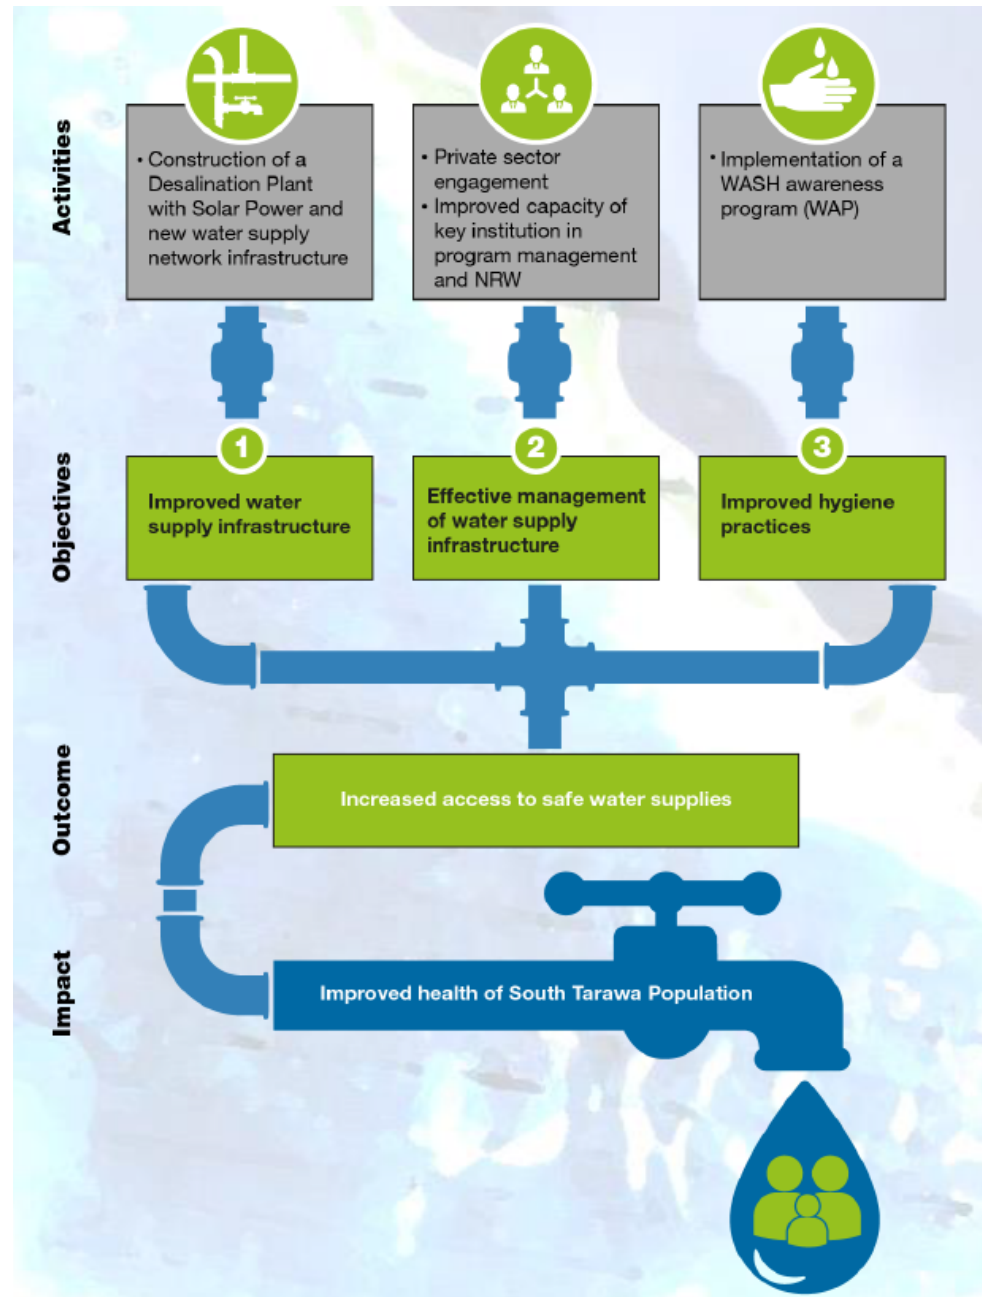 Activities
• Construction of a
Desalination Plant
with Solar Power and
new water supply
network infrastructure
• Private sector
engagement
• Improved capacity of
key institution in
program management
and NRW
• Implementation of a
WASH awareness
program (WAP)
Objectives
1
Improved water
supply infrastructure
2
Effective management
of water supply
infrastructure
3
Improved hygiene
practices
Outcome
Increased access to safe water supplies
Impact
Improved health of South Tarawa Population